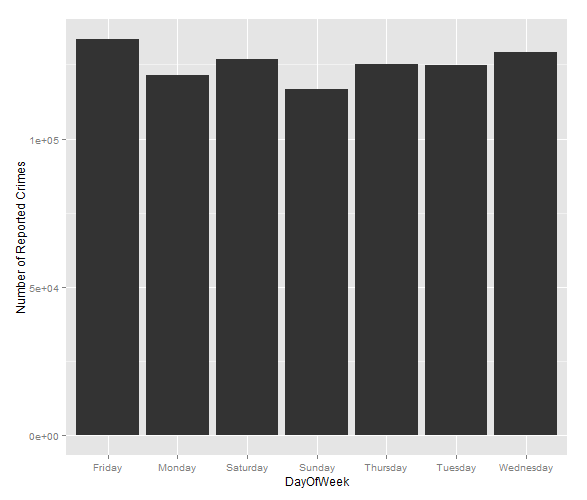 Number of Reported Crimes
1e+05
5e+04
0e+00
Friday Monday Saturday Sunday Thursday Tuesday Wednesday
DayOfWeek